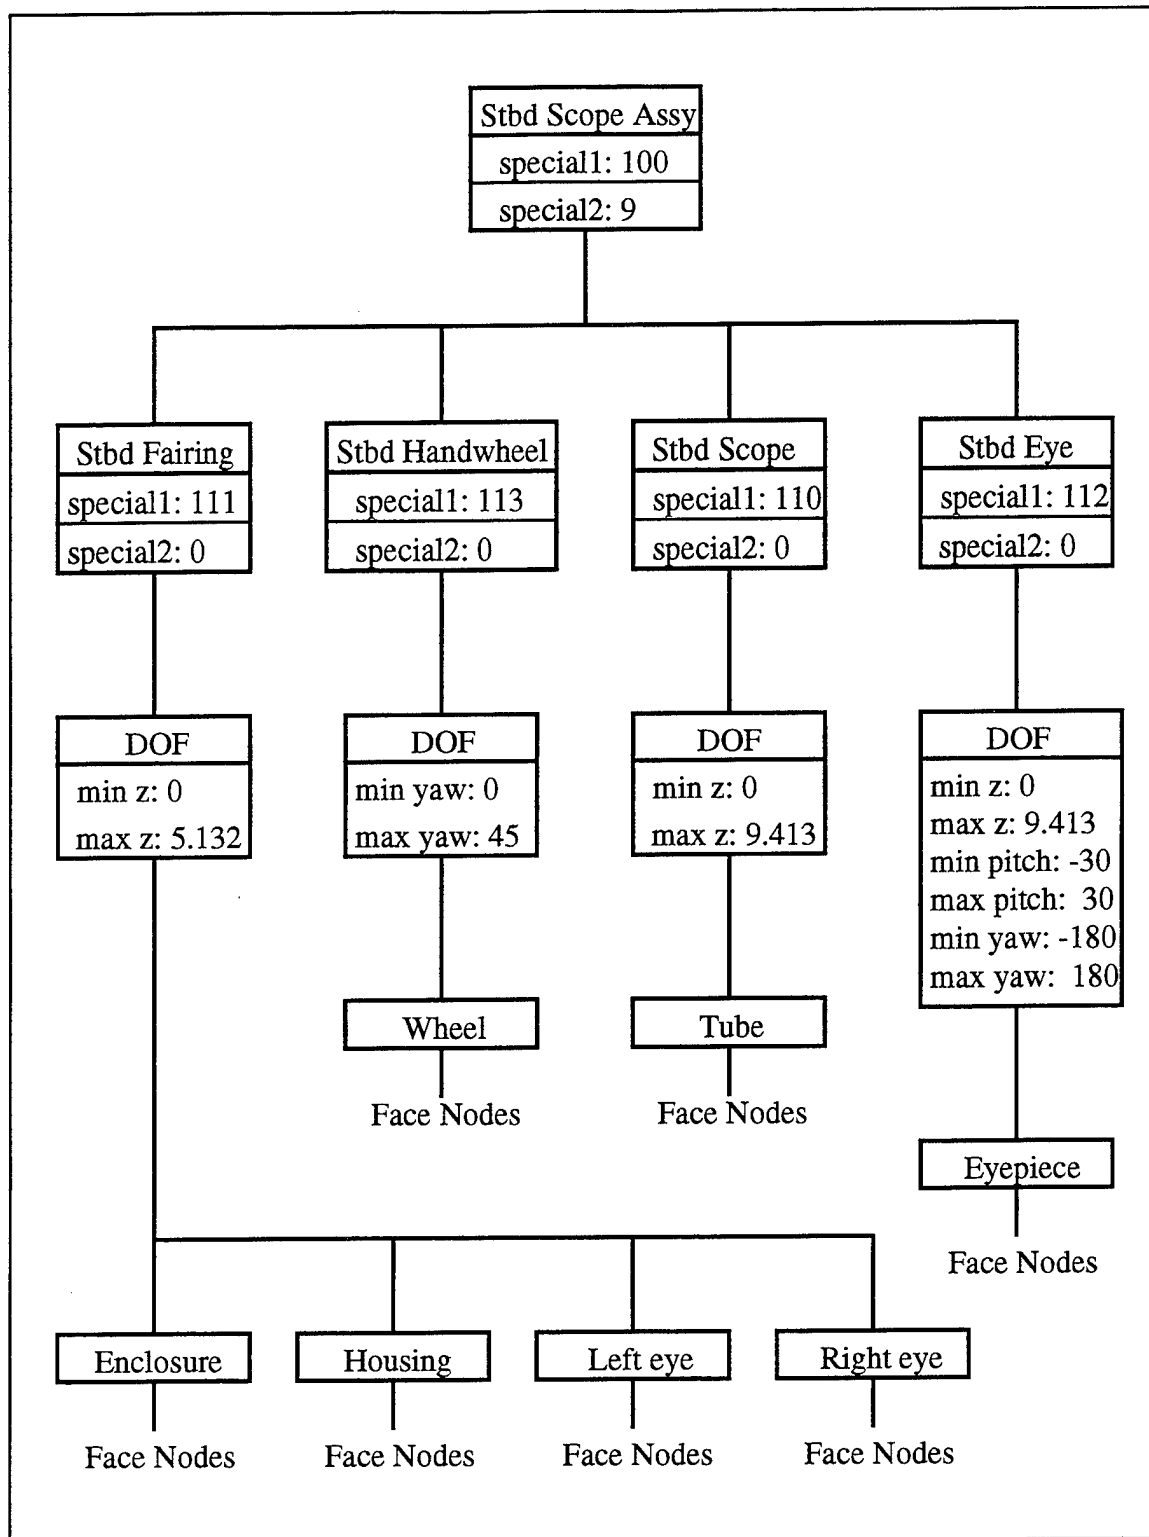 Stbd Scope Assy
special1: 100
special2: 9
Stbd Fairing
special1: 111
special2: 0
Stbd Handwheel
special1: 113
special2: 0
Stbd Scope
special1: 110
special2: 0
Stbd Eye
special1: 112
special2: 0
DOF
min z: 0
max z: 5.132
DOF
min yaw: 0
max yaw: 45
DOF
min z: 0
max z: 9.413
DOF
min z: 0
max z: 9.413
min pitch: -30
max pitch: 30
min yaw: -180
max yaw: 180
Wheel
Face Nodes
Tube
Face Nodes
Eyepiece
Face Nodes
Enclosure
Face Nodes
Housing
Face Nodes
Left eye
Face Nodes
Right eye
Face Nodes